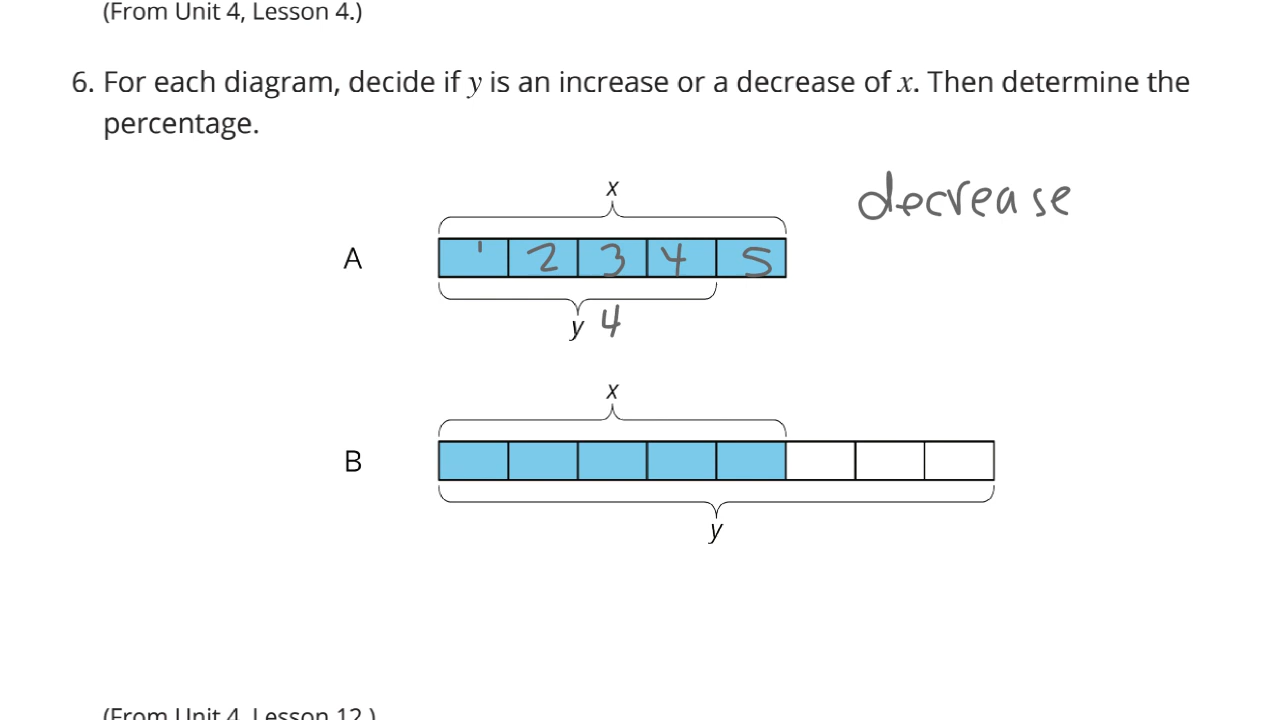 (From Unit 4, Lesson 4.)
6. For each diagram, decide if y is an increase or a decrease of x. Then determine the
percentage.
decrease
x
A
1 2 3 4 5
y 4
x
B
y
(From Unit 4, Lesson 12.)